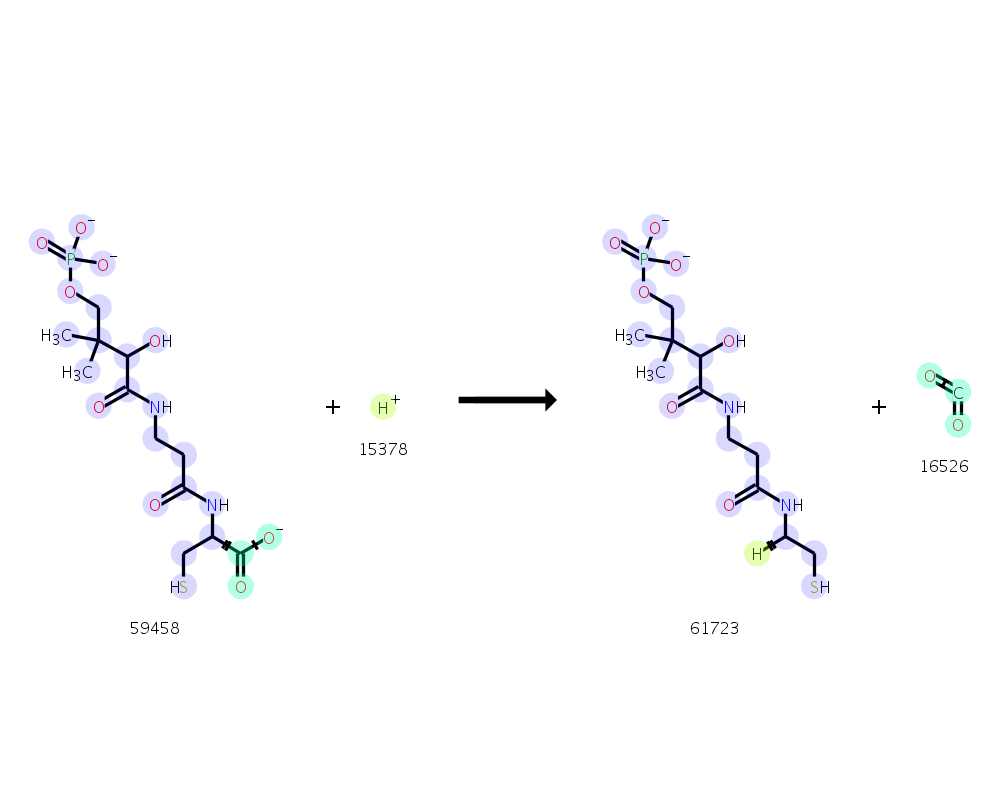 O⁻ O⁻
O O
P O⁻ P O⁻
O O
H₃C OH H₃C OH
H₃C H₃C
O NH + H⁺ O NH + O C O
15378
16526
O NH O NH
O⁻
HS O H SH
59458 61723